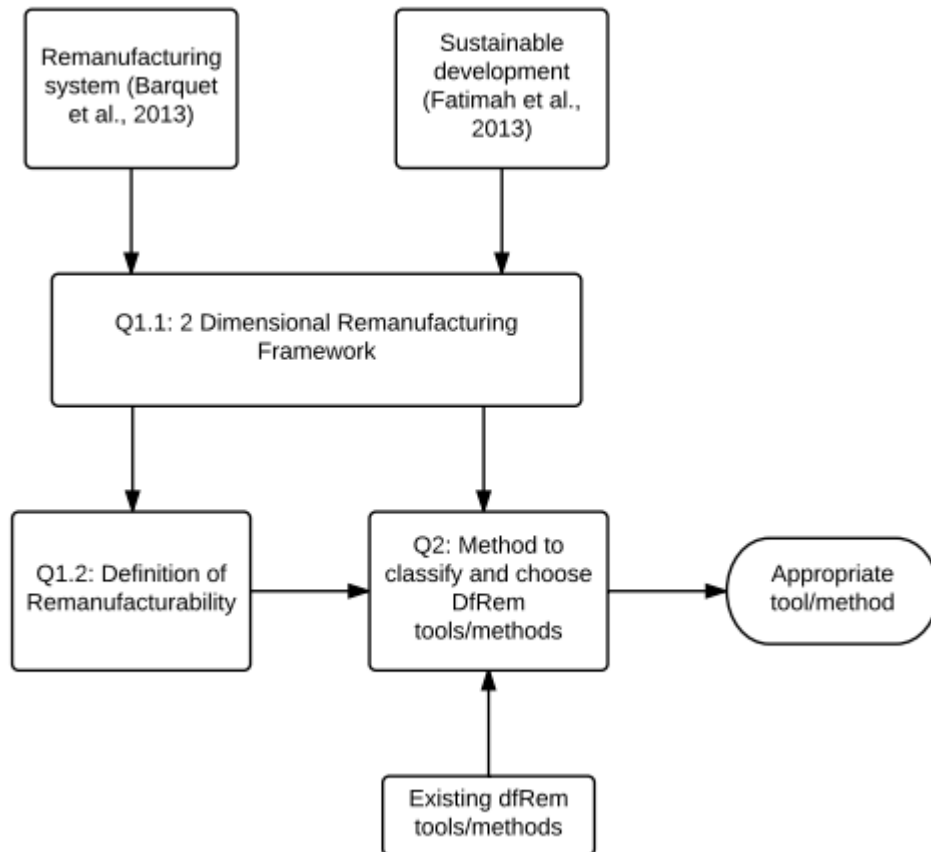 Remanufacturing
system (Barquet
et al., 2013)
Sustainable
development
(Fatimah et al.,
2013)
Q1.1: 2 Dimensional Remanufacturing
Framework
Q1.2: Definition of
Remanufacturability
Q2: Method to
classify and choose
DfRem
tools/methods
Appropriate
tool/method
Existing dfRem
tools/methods